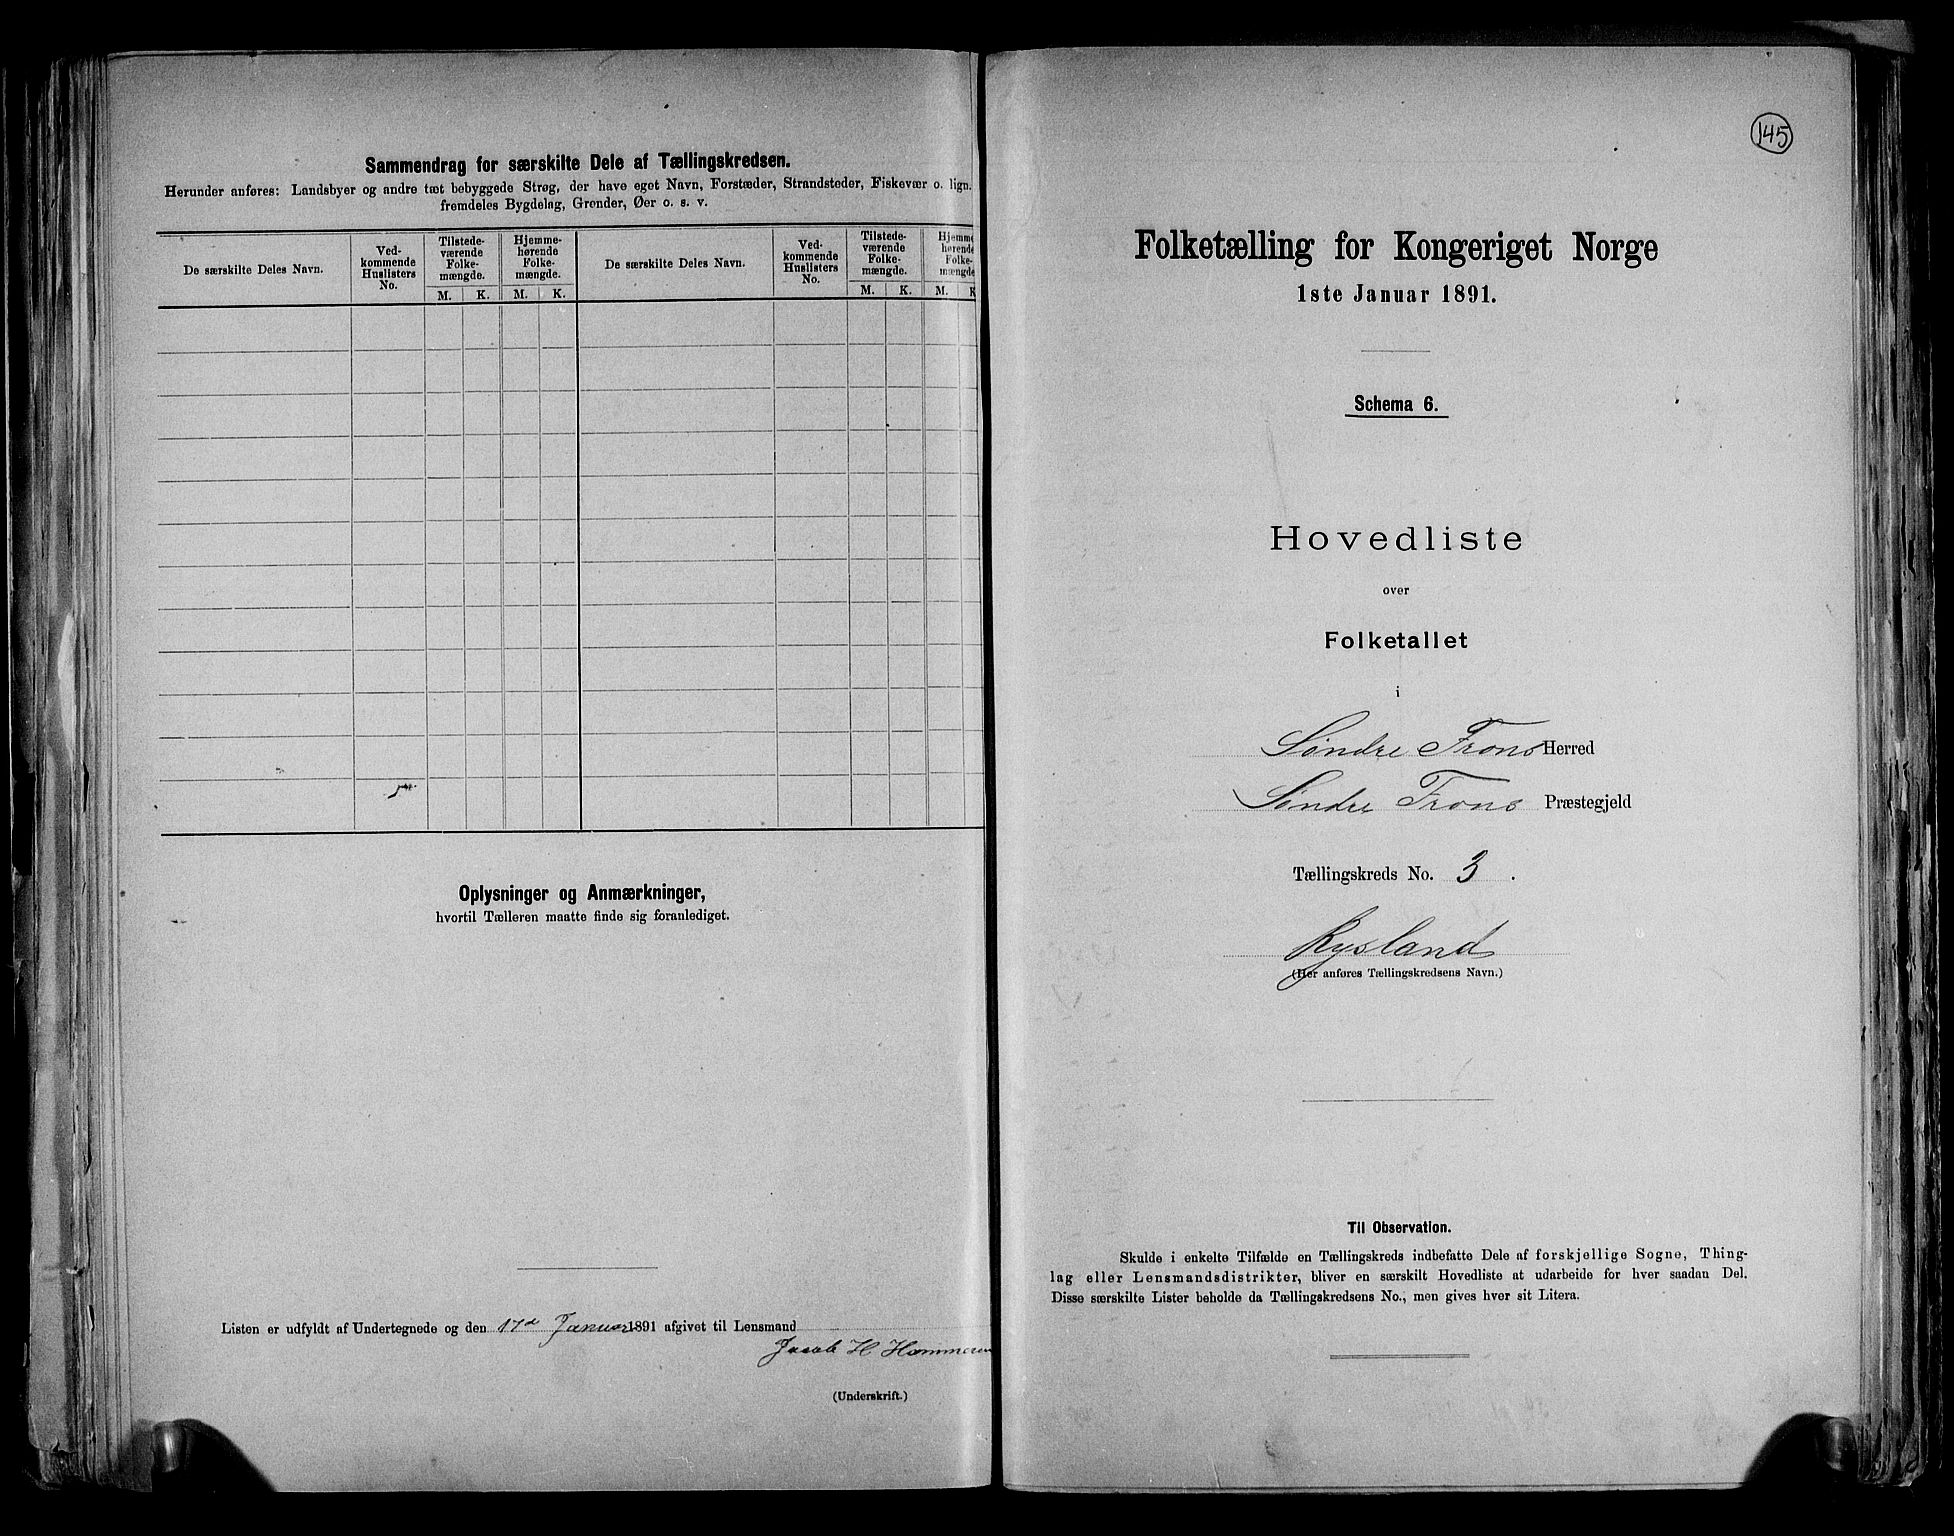 Sammendrag for særskilte Dele af Tællingskredsen.
Herunder anføres: Landsbyer og andre tæt bebyggede Strøg, der have eget Navn, Forstæder, Strandsteder, Fiskevær o. lign.
fremdeles Bygdelag, Grender, Øer o. s. v.
De særskilte Deles Navn.
Ved-
kommende
Huslisters
No.
Tilstede-
værende
Folke-
mængde.
M. K.
Hjemme-
hørende
Folke-
mængde.
M. K.
De særskilte Deles Navn.
Ved-
kommende
Huslisters
No.
Tilstede-
værende
Folke-
mængde.
M. K.
Hjemme
hørende
Folke-
mængde
M. K
Oplysninger og Anmærkninger,
hvortil Tælleren maatte finde sig foranlediget.
Listen er udfyldt af Undertegnede og den 17d Januar 1891 afgivet til Lensmand
Jacob H Hammeren
(Underskrift.)
145
Folketælling for Kongeriget Norge
1ste Januar 1891.
Schema 6.
Hovedliste
over
Folketallet
i
Søndre Frons Herred
Søndre Frons Præstegjeld
Tællingskreds No. 3.
Rysland
(Her anføres Tællingskredsens Navn.)
Til Observation.
Skulde i enkelte Tilfælde en Tællingskreds indbefatte Dele af forskjellige Sogne, Thing-
lag eller Lensmandsdistrikter, bliver en særskilt Hovedliste at udarbeide for hver saadan Del.
Disse særskilte Lister beholde da Tællingskredsens No., men gives hver sit Litera.